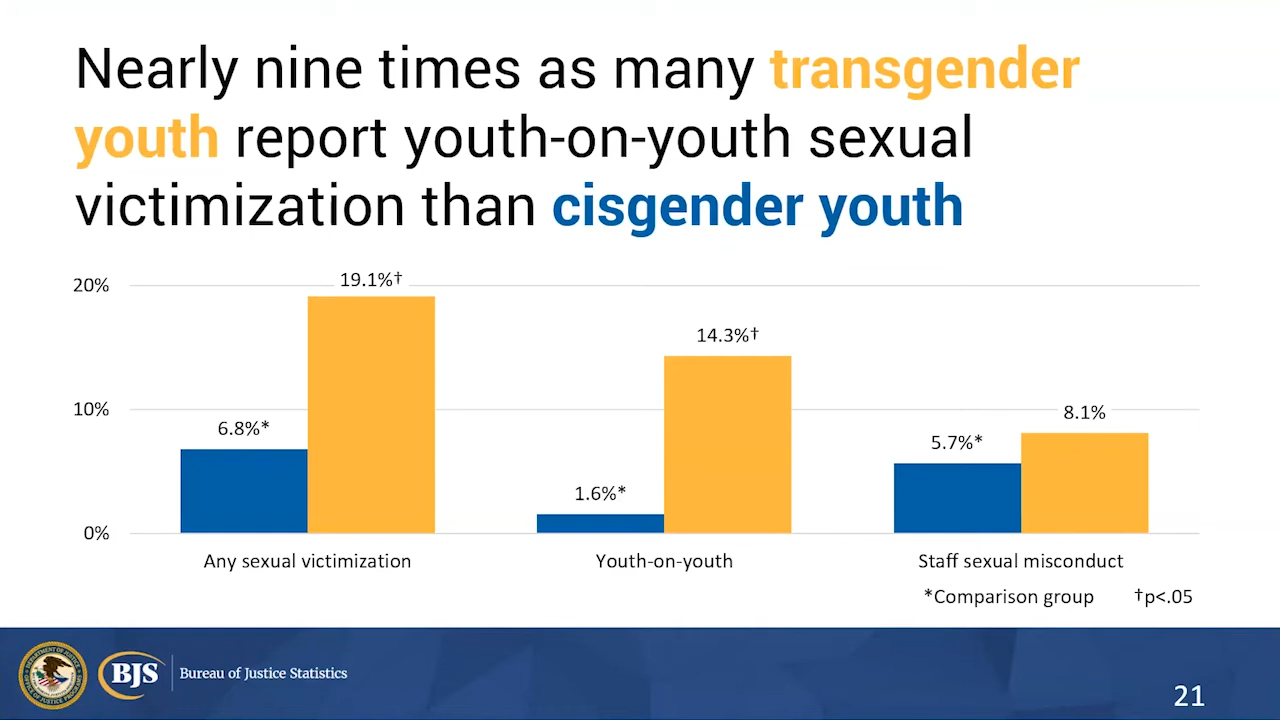 Nearly nine times as many transgender
youth report youth-on-youth sexual
victimization than cisgender youth
20%
10%
0%
6.8%*
19.1%†
1.6%*
14.3%†
5.7%*
8.1%
Any sexual victimization
Youth-on-youth
Staff sexual misconduct
*Comparison group †p<.05
BJS Bureau of Justice Statistics
21